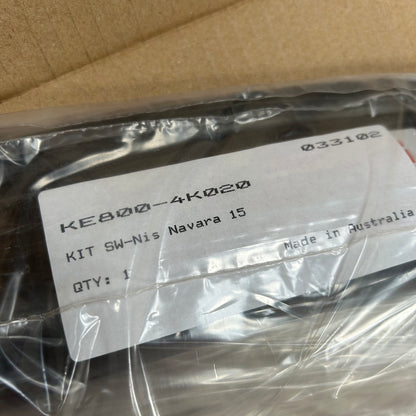 033102
KE800-4K020
KIT SW-Nis Navara 15
QTY: 1
Made in Australia